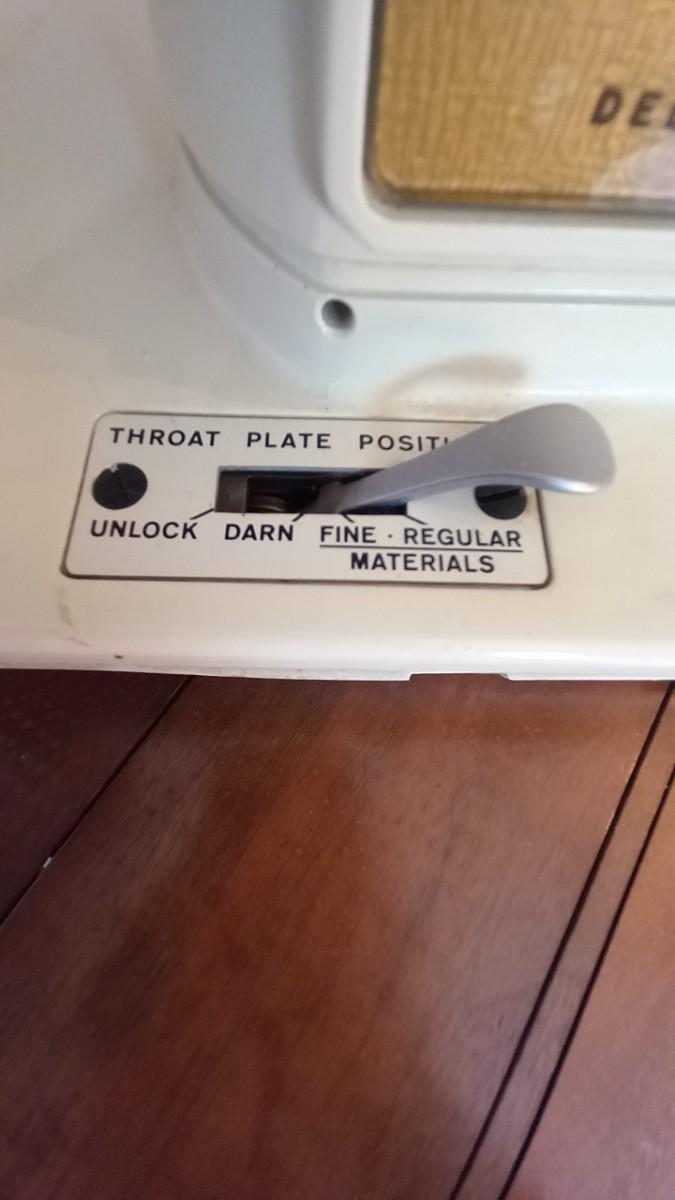 THROAT PLATE
UNLOCK DARN FINE · REGULAR
MATERIALS